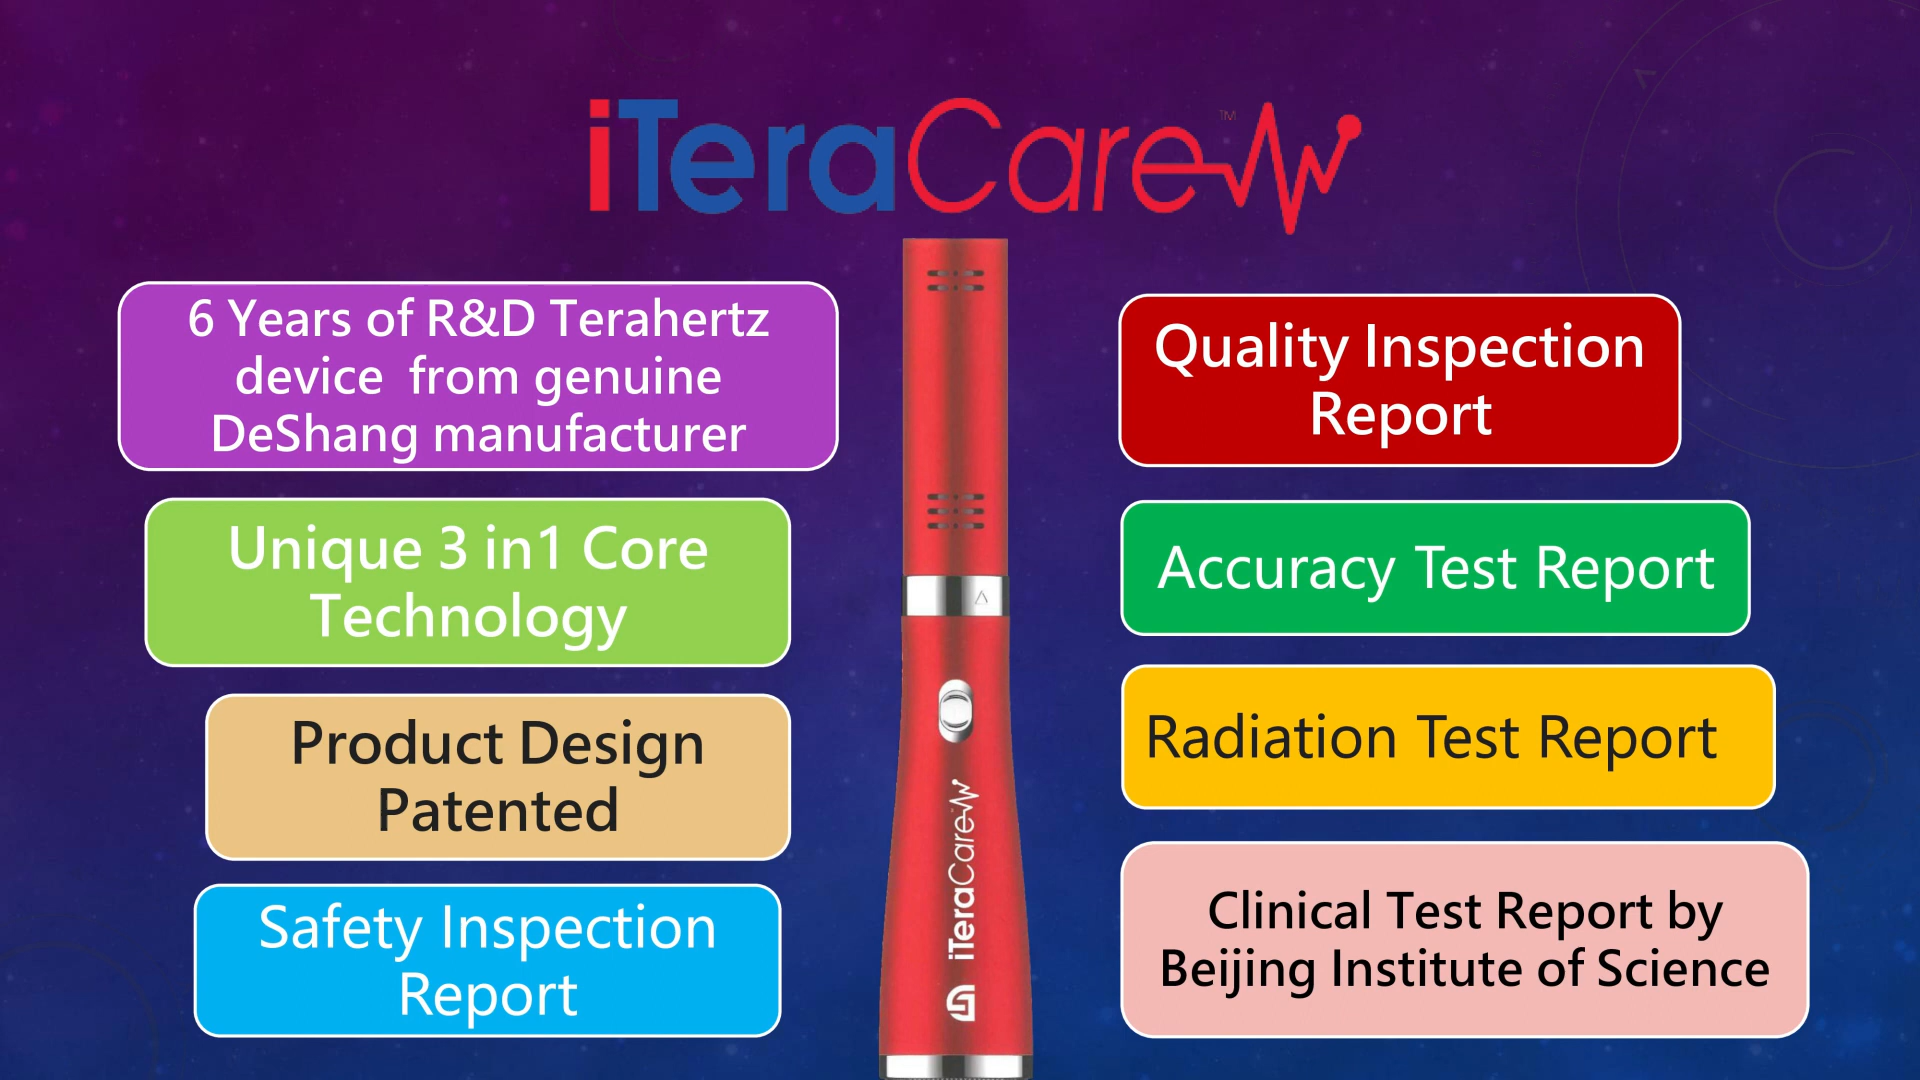 iTeraCare™
6 Years of R&D Terahertz
device from genuine
DeShang manufacturer
Unique 3 in1 Core
Technology
Product Design
Patented
Safety Inspection
Report
iTeraCare
Quality Inspection
Report
Accuracy Test Report
Radiation Test Report
Clinical Test Report by
Beijing Institute of Science